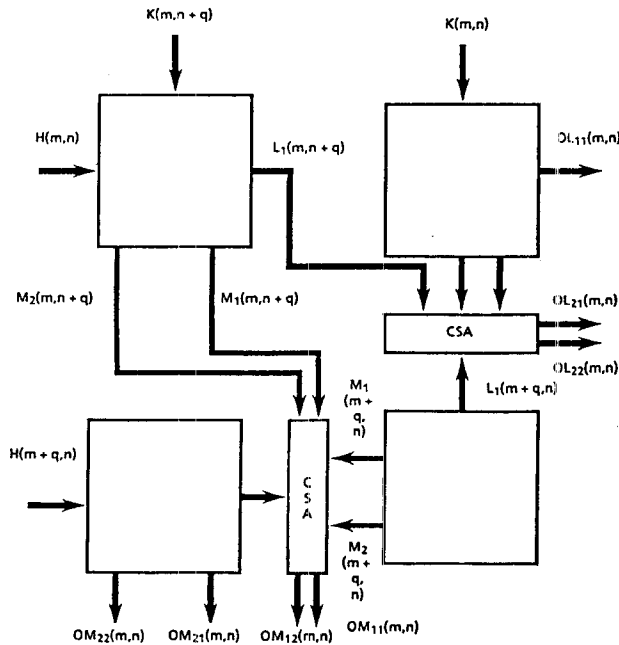 K(m,n + q)
K(m,n)
H(m,n)
L1(m,n + q)
OL11(m,n)
M2(m,n + q)
M1(m,n + q)
OL21(m,n)
CSA
OL22(m,n)
M1
(m +
q,
n)
L1(m + q,n)
H(m + q,n)
C
S
A
M2
(m +
q,
n)
OM22(m,n)
OM21(m,n)
OM12(m,n)
OM11(m,n)